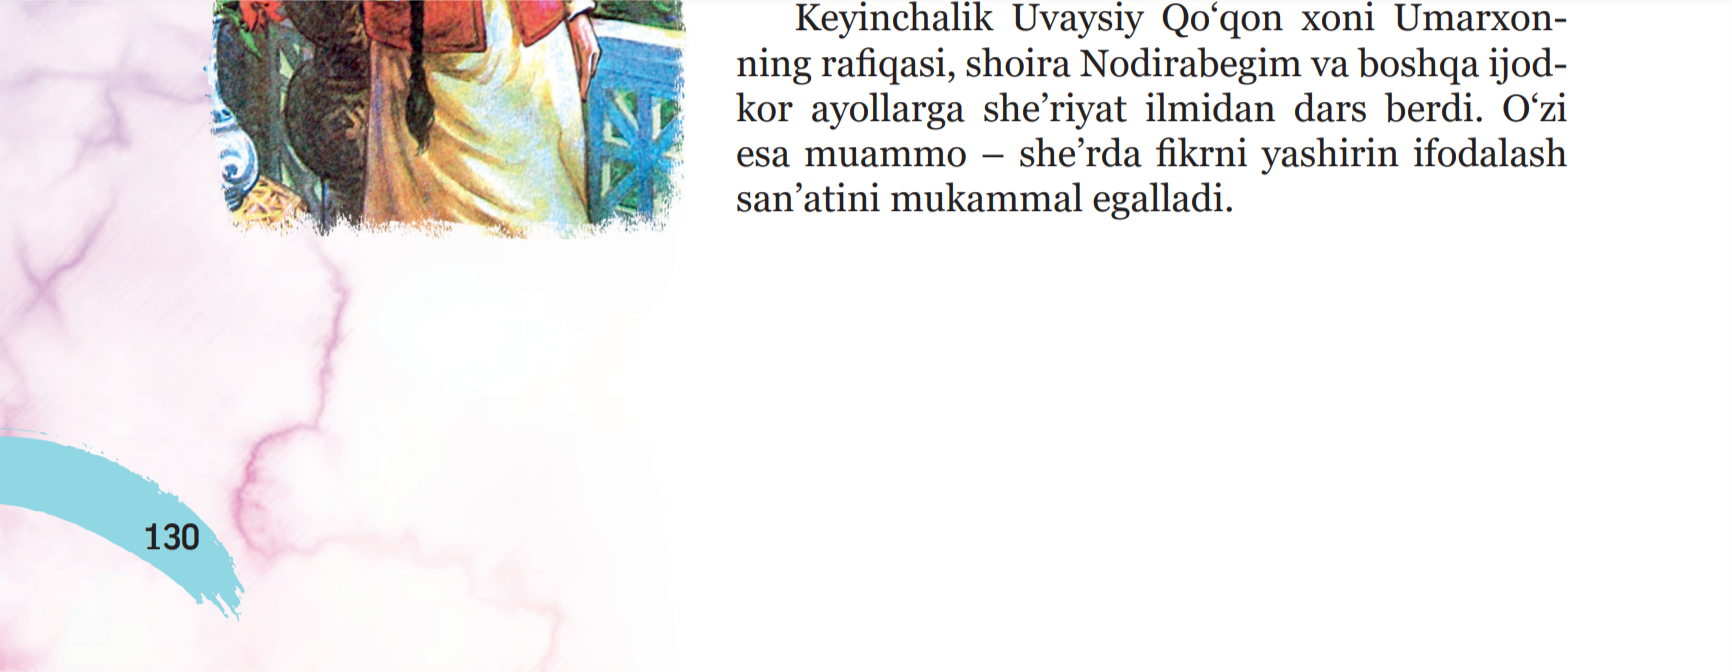 Keyinchalik Uvaysiy Qo‘qon xoni Umarxon-
ning rafiqasi, shoira Nodirabegim va boshqa ijod-
kor ayollarga she’riyat ilmidan dars berdi. O‘zi
esa muammo – she’rda fikrni yashirin ifodalash
san’atini mukammal egalladi.
130